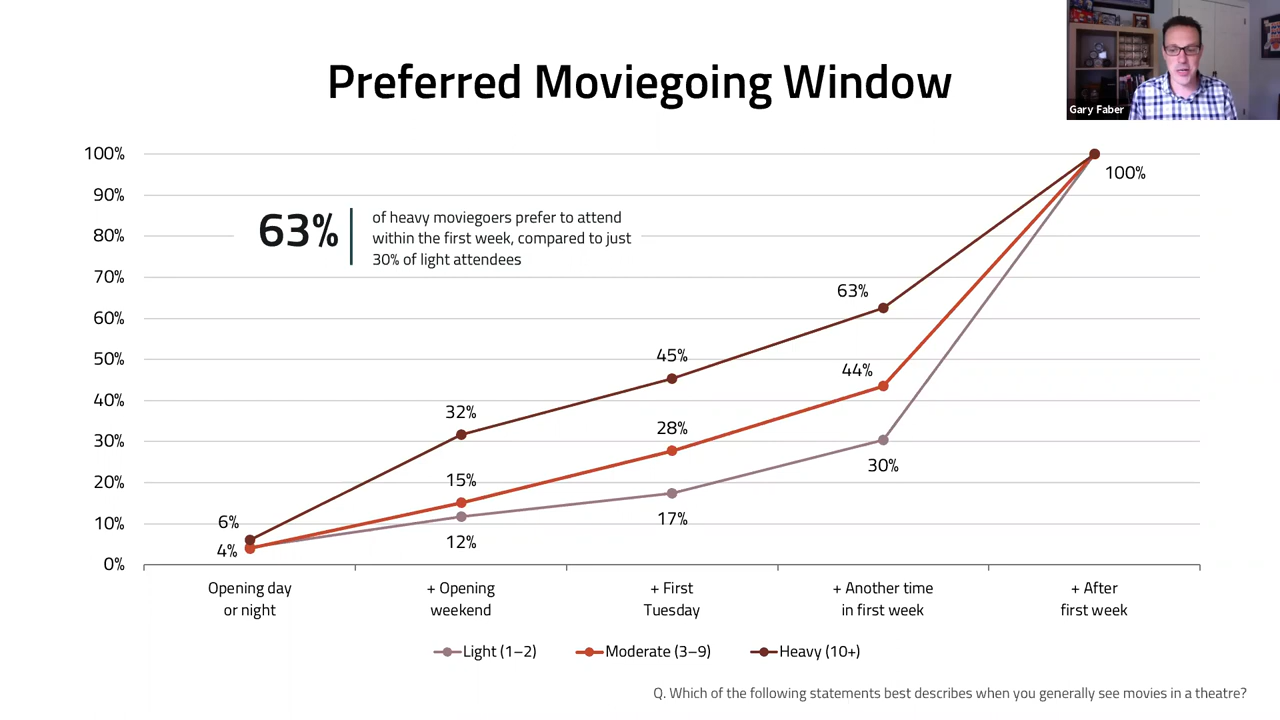 Preferred Moviegoing Window
Gary Faber
100%
90%
80%
70%
60%
50%
40%
30%
20%
10%
0%
63%
of heavy moviegoers prefer to attend
within the first week, compared to just
30% of light attendees
6%
4%
32%
15%
12%
45%
28%
17%
63%
44%
30%
100%
Opening day
or night
+ Opening
weekend
+ First
Tuesday
+ Another time
in first week
+ After
first week
Light (1–2)
Moderate (3–9)
Heavy (10+)
Q. Which of the following statements best describes when you generally see movies in a theatre?